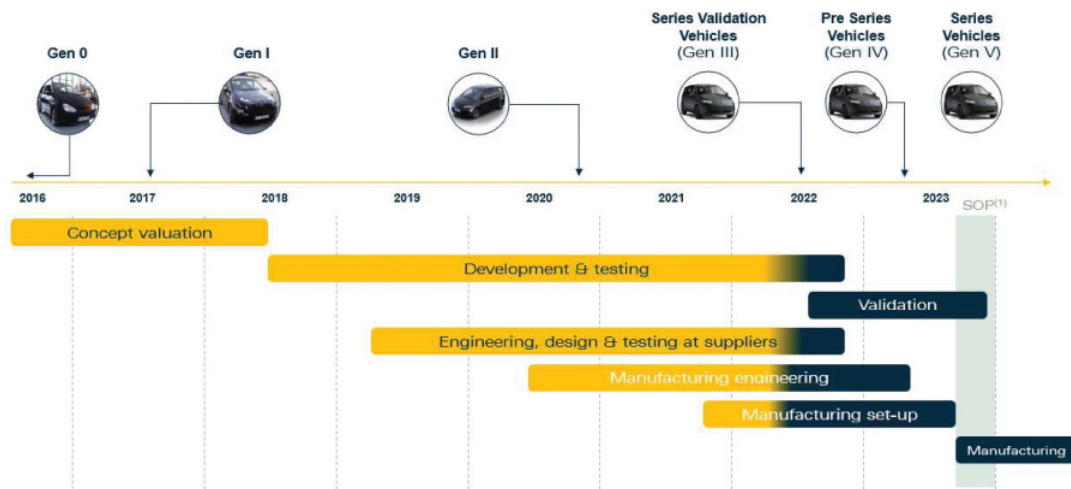 Gen 0
Gen I
Gen II
Series Validation
Vehicles
(Gen III)
Pre Series
Vehicles
(Gen IV)
Series
Vehicles
(Gen V)
2016
2017
2018
2019
2020
2021
2022
2023
SOP(1)
Concept valuation
Development & testing
Validation
Engineering, design & testing at suppliers
Manufacturing engineering
Manufacturing set-up
Manufacturing